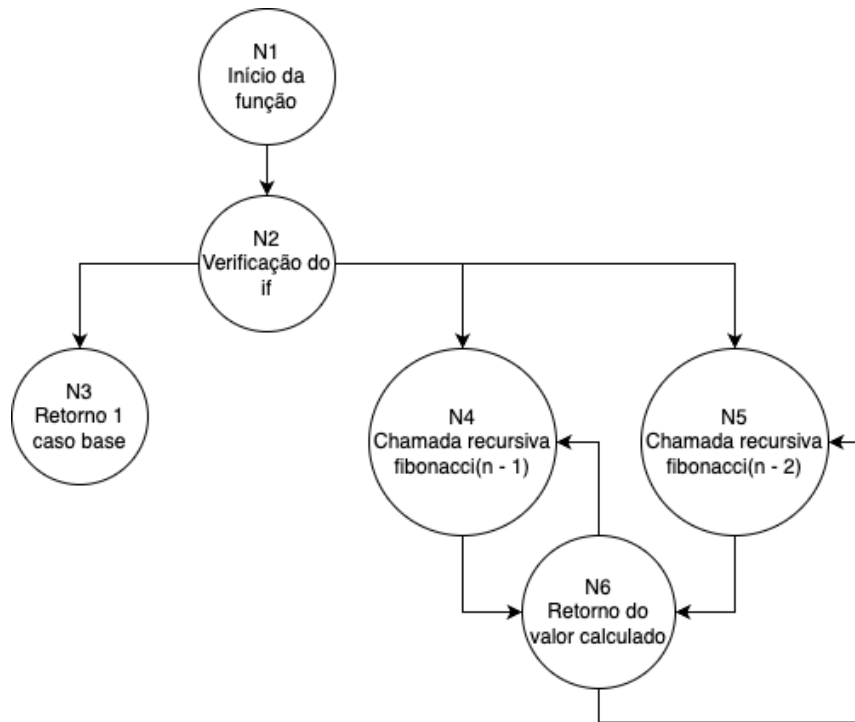 N1
Início da
função
N2
Verificação do
if
N3
Retorno 1
caso base
N4
Chamada recursiva
fibonacci(n - 1)
N5
Chamada recursiva
fibonacci(n - 2)
N6
Retorno do
valor calculado